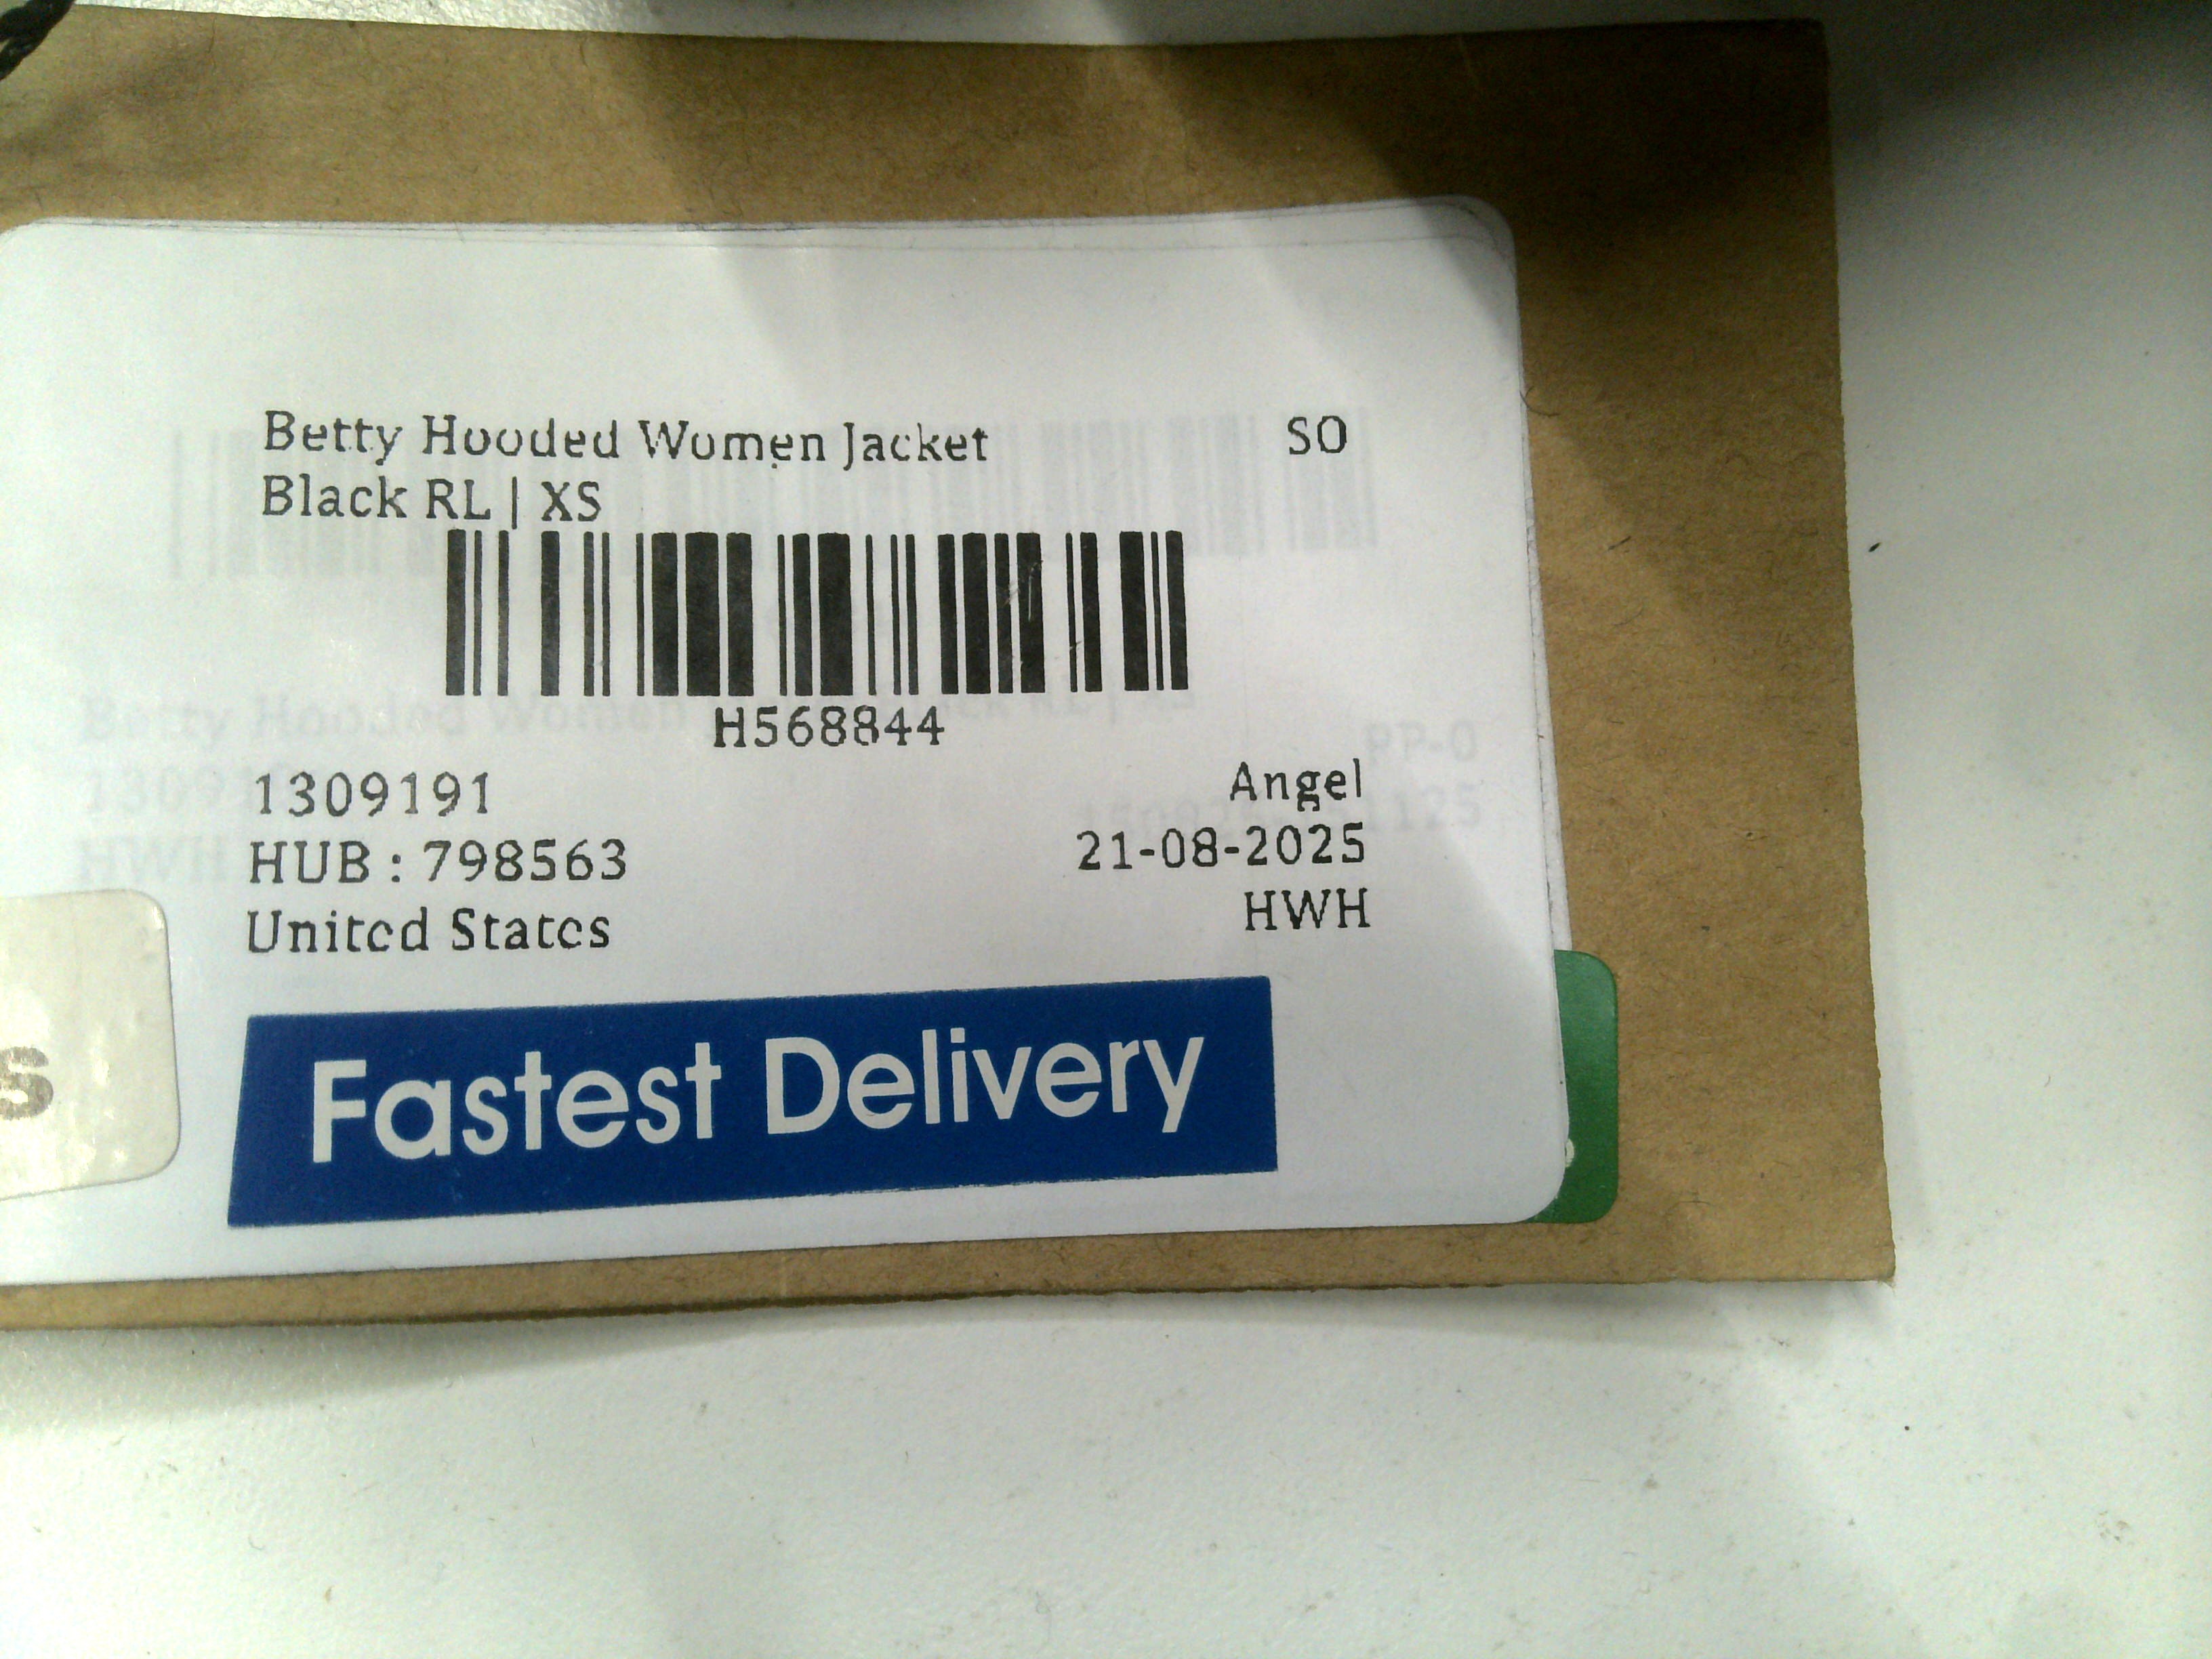 Betty Hooded Women Jacket SO
Black RL | XS
H568844
1309191 Angel
HUB : 798563 21-08-2025
United States HWH
Fastest Delivery
s